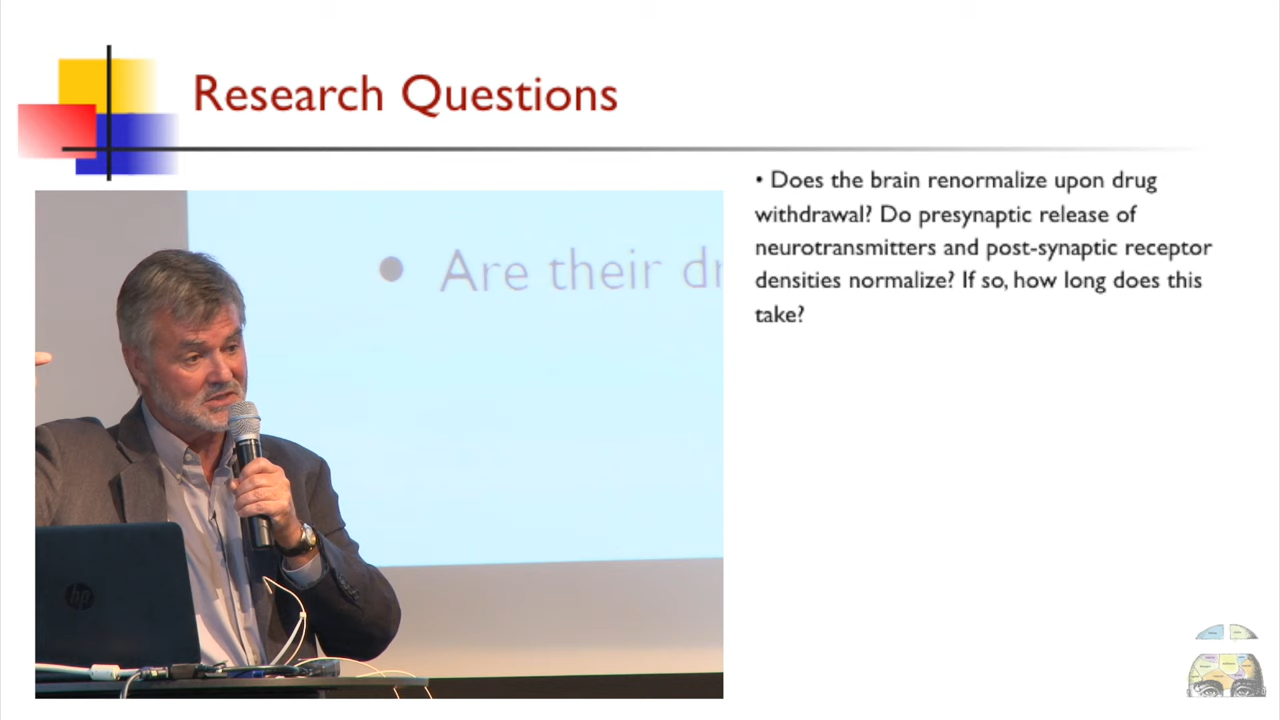 Research Questions
• Does the brain renormalize upon drug
withdrawal? Do presynaptic release of
neurotransmitters and post-synaptic receptor
densities normalize? If so, how long does this
take?
• Are their
hp